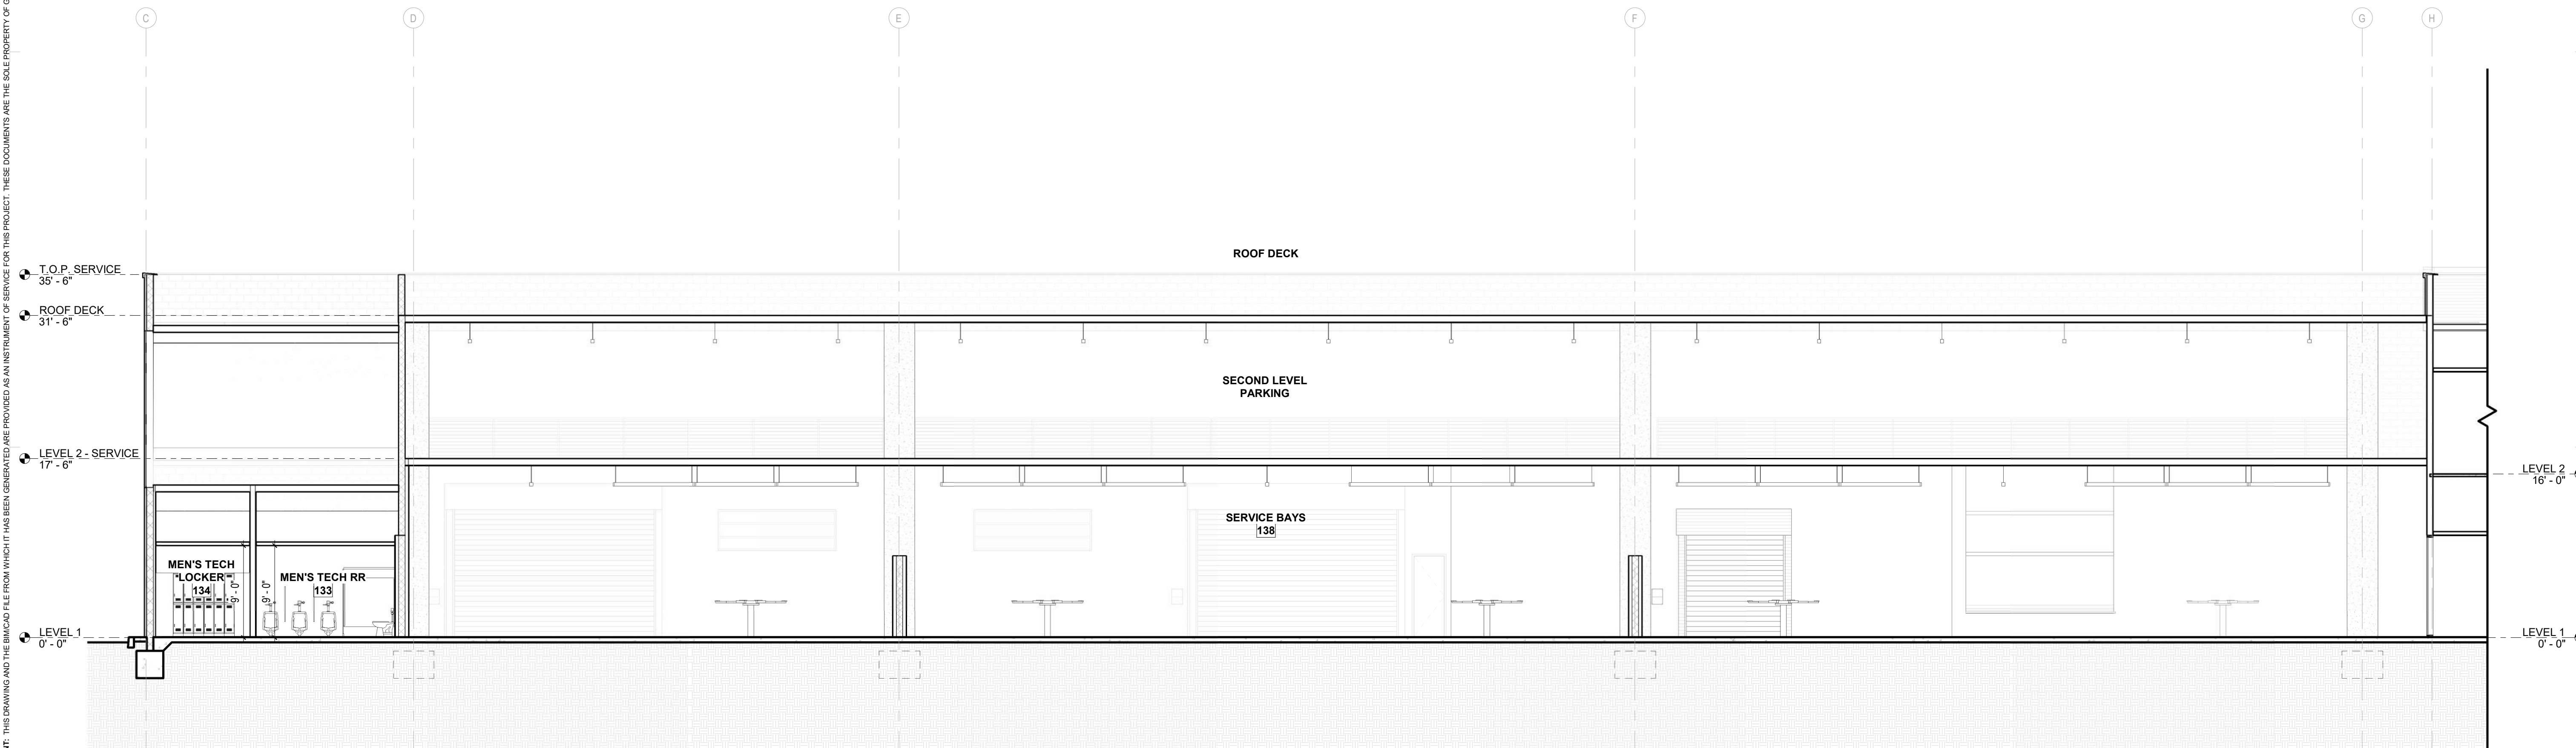 C
D
E
F
G
H
NT: THIS DRAWING AND THE BIM/CAD FILE FROM WHICH IT HAS BEEN GENERATED ARE PROVIDED AS AN INSTRUMENT OF SERVICE FOR THIS PROJECT. THESE DOCUMENTS ARE THE SOLE PROPERTY OF G
ROOF DECK
T.O.P. SERVICE
35' - 6"
ROOF DECK
31' - 6"
SECOND LEVEL
PARKING
LEVEL 2 - SERVICE
17' - 6"
LEVEL 2
16' - 0"
SERVICE BAYS
138
MEN'S TECH
LOCKER
134
9' - 0"
9' - 0"
MEN'S TECH RR
133
LEVEL 1
0' - 0"
LEVEL 1
0' - 0"